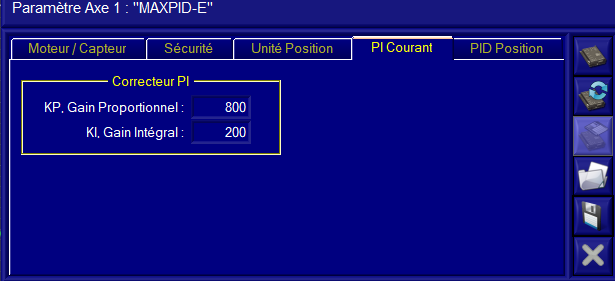 Paramètre Axe 1 : "MAXPID-E"
Moteur / Capteur Sécurité Unité Position PI Courant PID Position
Correcteur PI
KP, Gain Proportionnel : 800
KI, Gain Intégral : 200